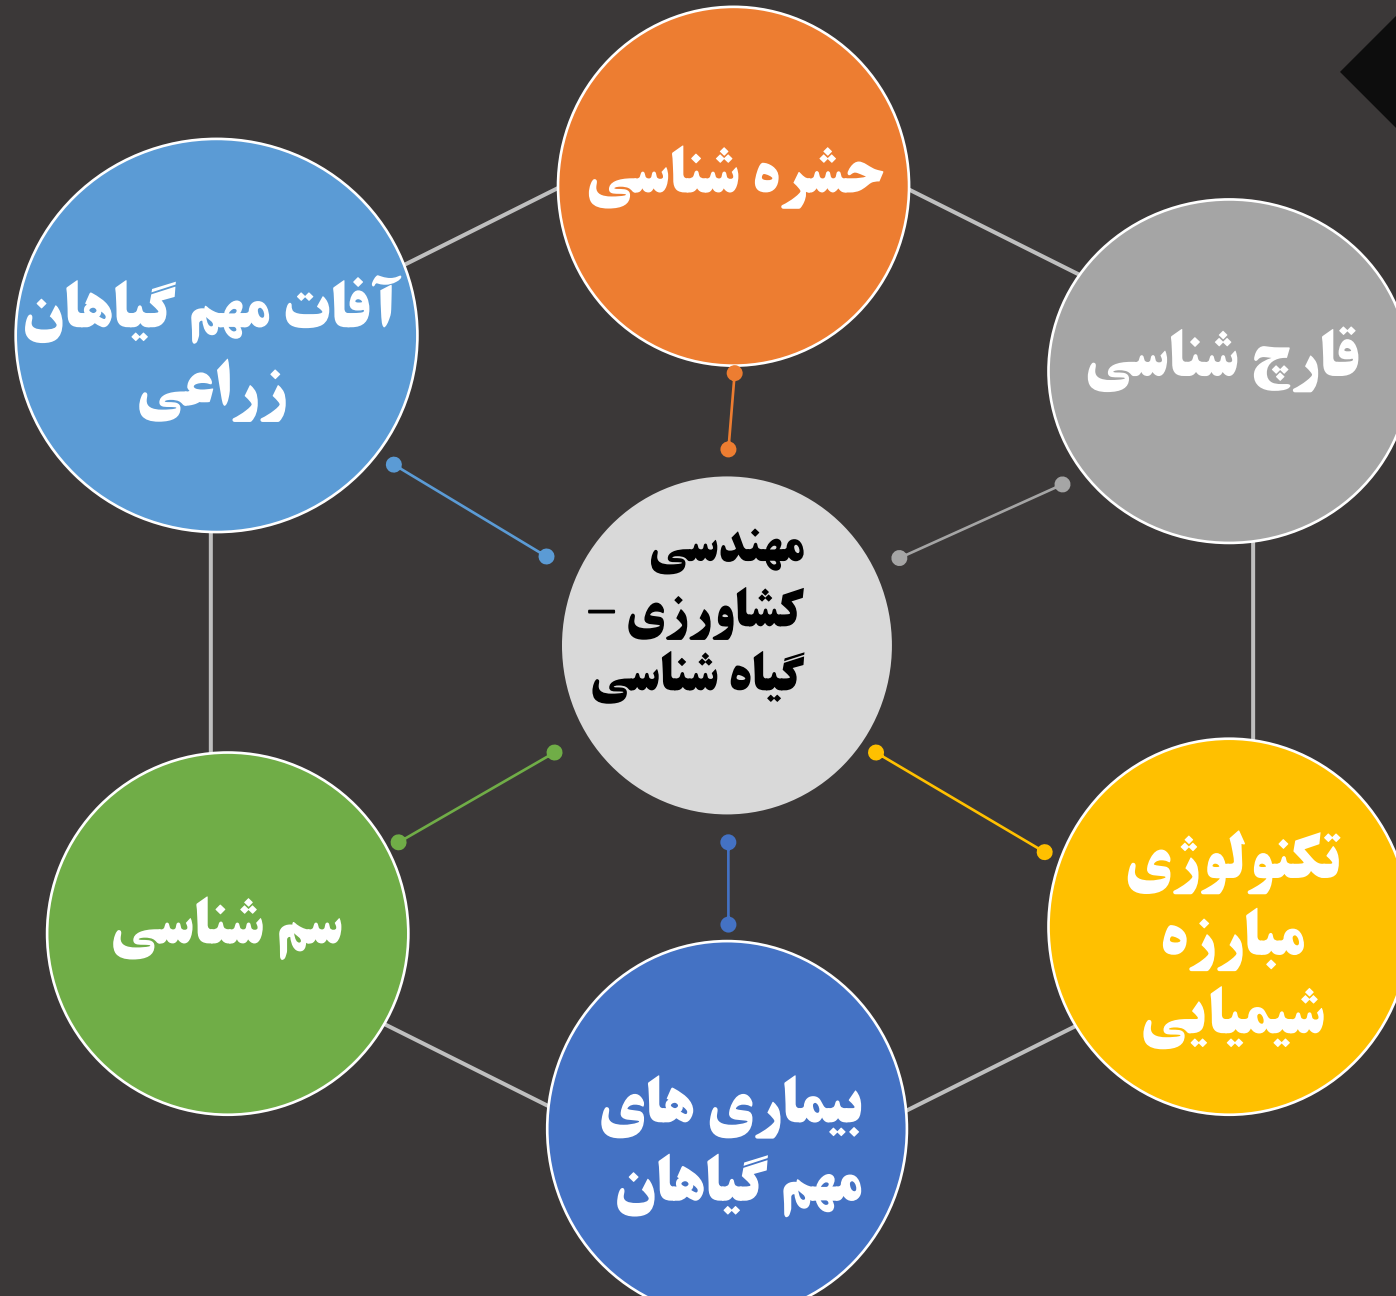 حشره شناسی
قارچ شناسی
آفات مهم گیاهان
زراعی
مهندسی
کشاورزی –
گیاه شناسی
تکنولوژی
مبارزه
شیمیایی
سم شناسی
بیماری های
مهم گیاهان